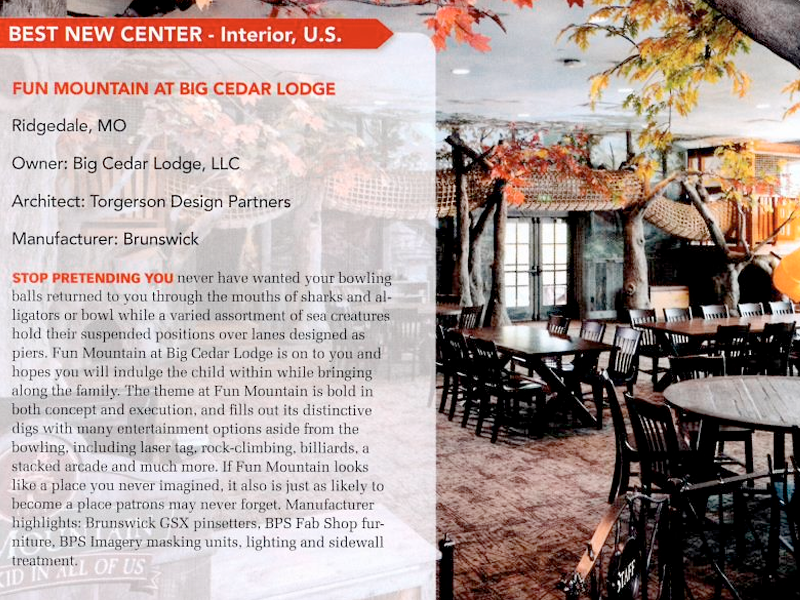 BEST NEW CENTER - Interior, U.S.
FUN MOUNTAIN AT BIG CEDAR LODGE
Ridgedale, MO
Owner: Big Cedar Lodge, LLC
Architect: Torgerson Design Partners
Manufacturer: Brunswick
STOP PRETENDING YOU never have wanted your bowling
balls returned to you through the mouths of sharks and al-
ligators or bowl while a varied assortment of sea creatures
hold their suspended positions over lanes designed as
piers. Fun Mountain at Big Cedar Lodge is on to you and
hopes you will indulge the child within while bringing
along the family. The theme at Fun Mountain is bold in
both concept and execution, and fills out its distinctive
digs with many entertainment options aside from the
bowling, including laser tag, rock-climbing, billiards, a
stacked arcade and much more. If Fun Mountain looks
like a place you never imagined, it also is just as likely to
become a place patrons may never forget. Manufacturer
highlights: Brunswick GSX pinsetters, BPS Fab Shop fur-
niture, BPS Imagery masking units, lighting and sidewall
treatment.
KID IN ALL OF US
STAFF